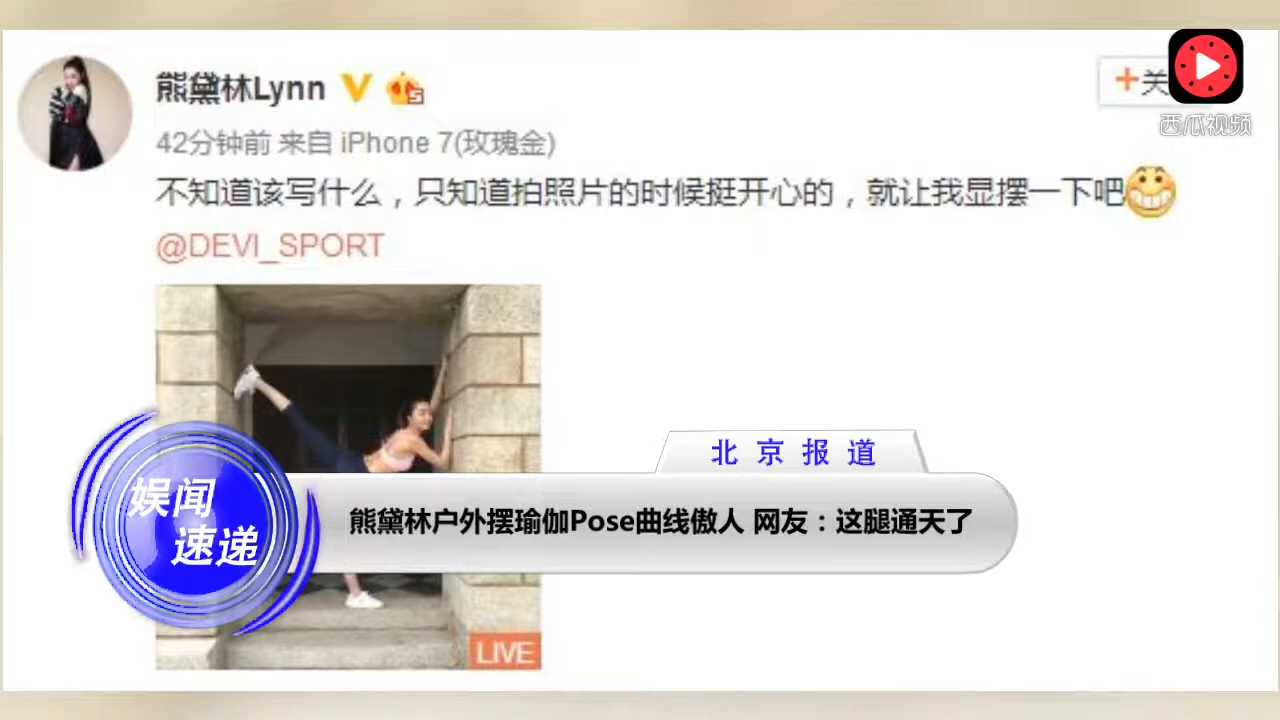 熊黛林Lynn
5
+关
西瓜视频
42分钟前 来自 iPhone 7(玫瑰金)
不知道该写什么，只知道拍照片的时候挺开心的，就让我显摆一下吧
@DEVI_SPORT
北京报道
娱闻
速递
熊黛林户外摆瑜伽Pose曲线傲人 网友：这腿通天了
LIVE